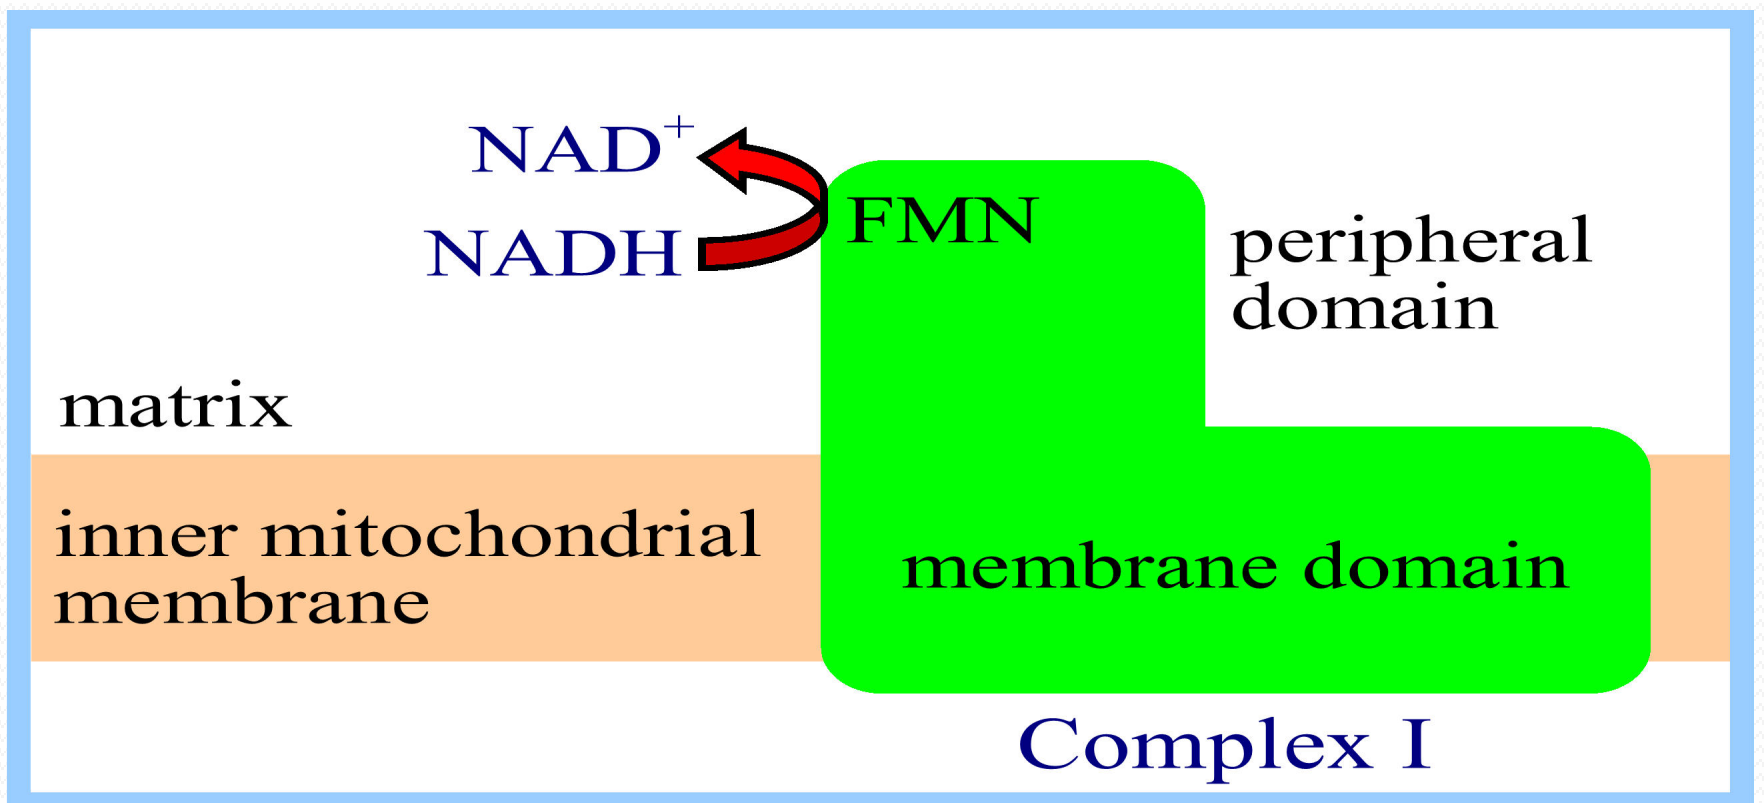 NAD⁺
NADH
FMN
peripheral
domain
matrix
inner mitochondrial
membrane
membrane domain
Complex I